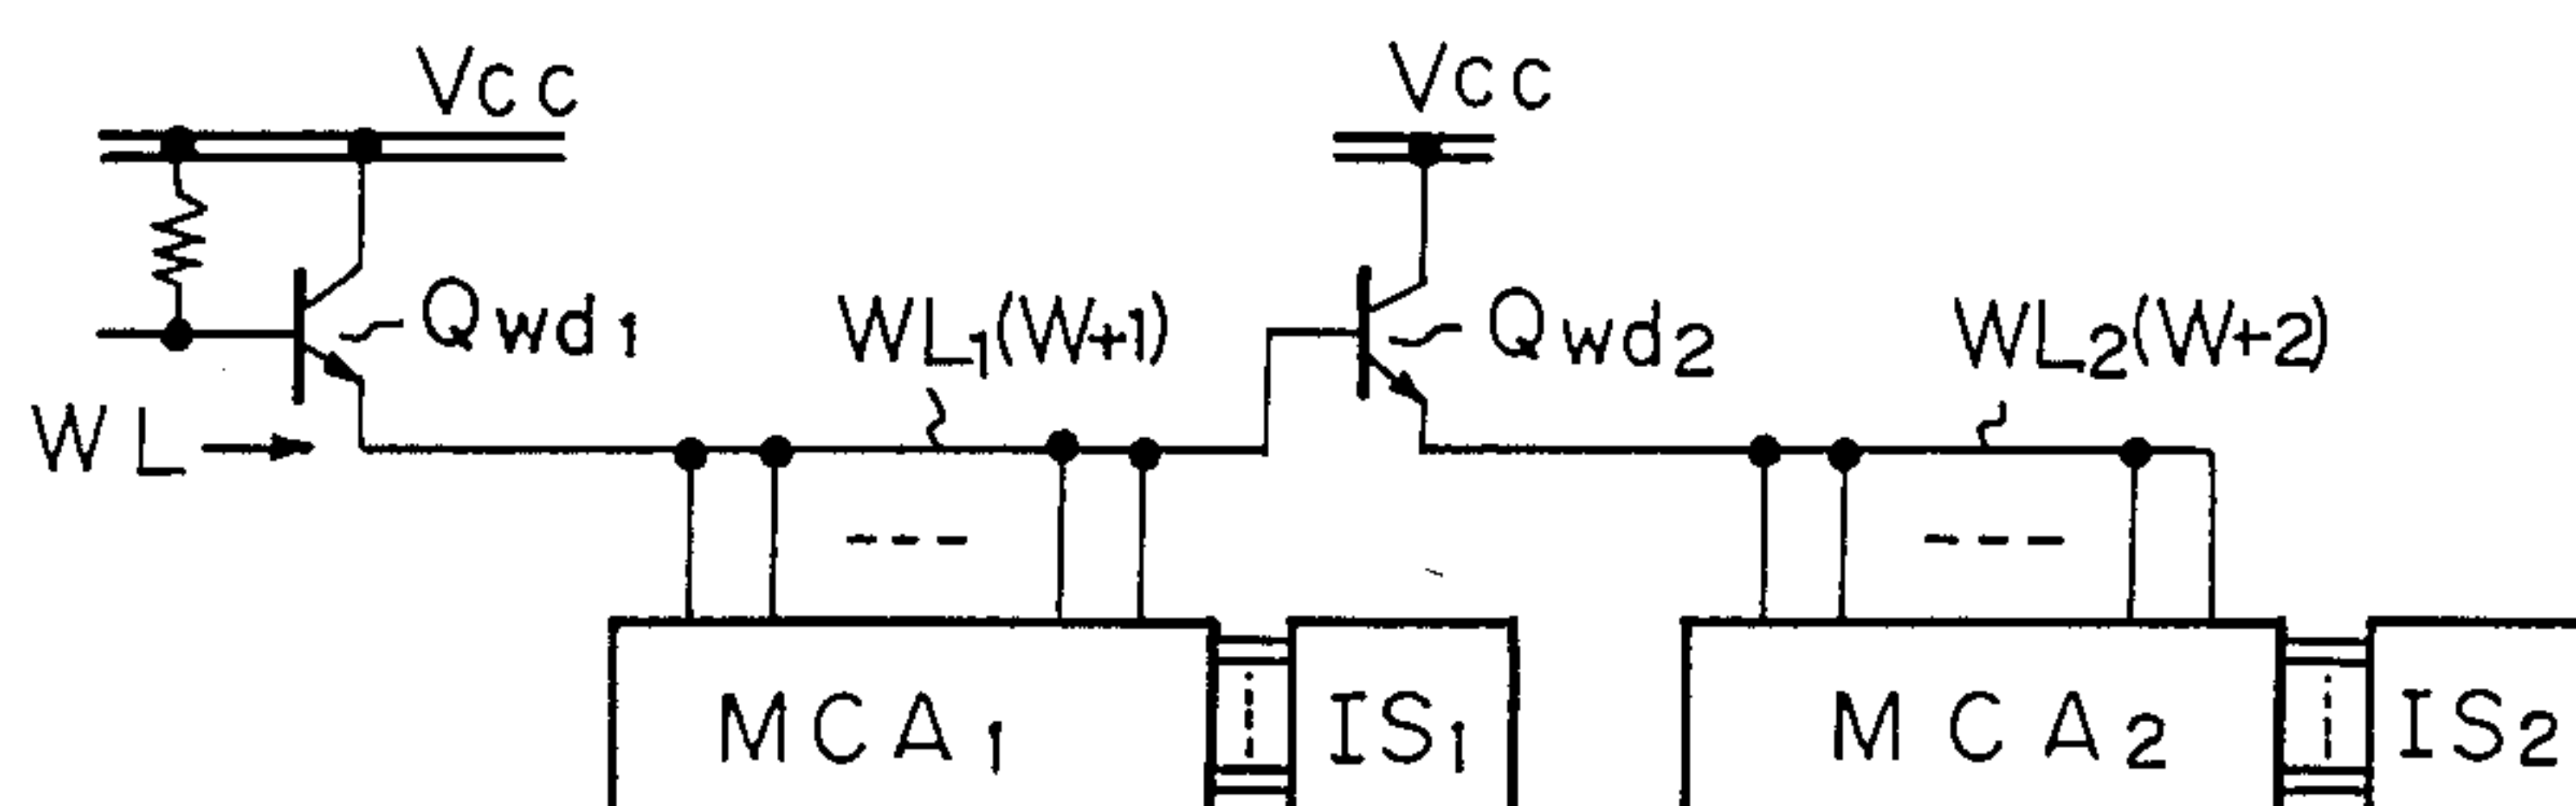 Vcc
Vcc
Qwd1
WL1(W+1)
Qwd2
WL2(W+2)
WL
MCA1
IS1
MCA2
IS2